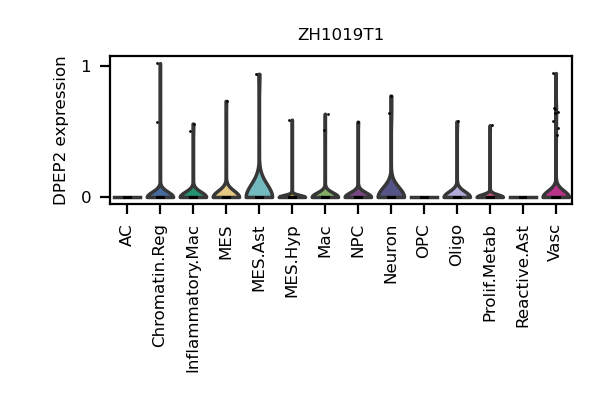 ZH1019T1
DPEP2 expression
1
0
AC
Chromatin.Reg
Inflammatory.Mac
MES
MES.Ast
MES.Hyp
Mac
NPC
Neuron
OPC
Oligo
Prolif.Metab
Reactive.Ast
Vasc